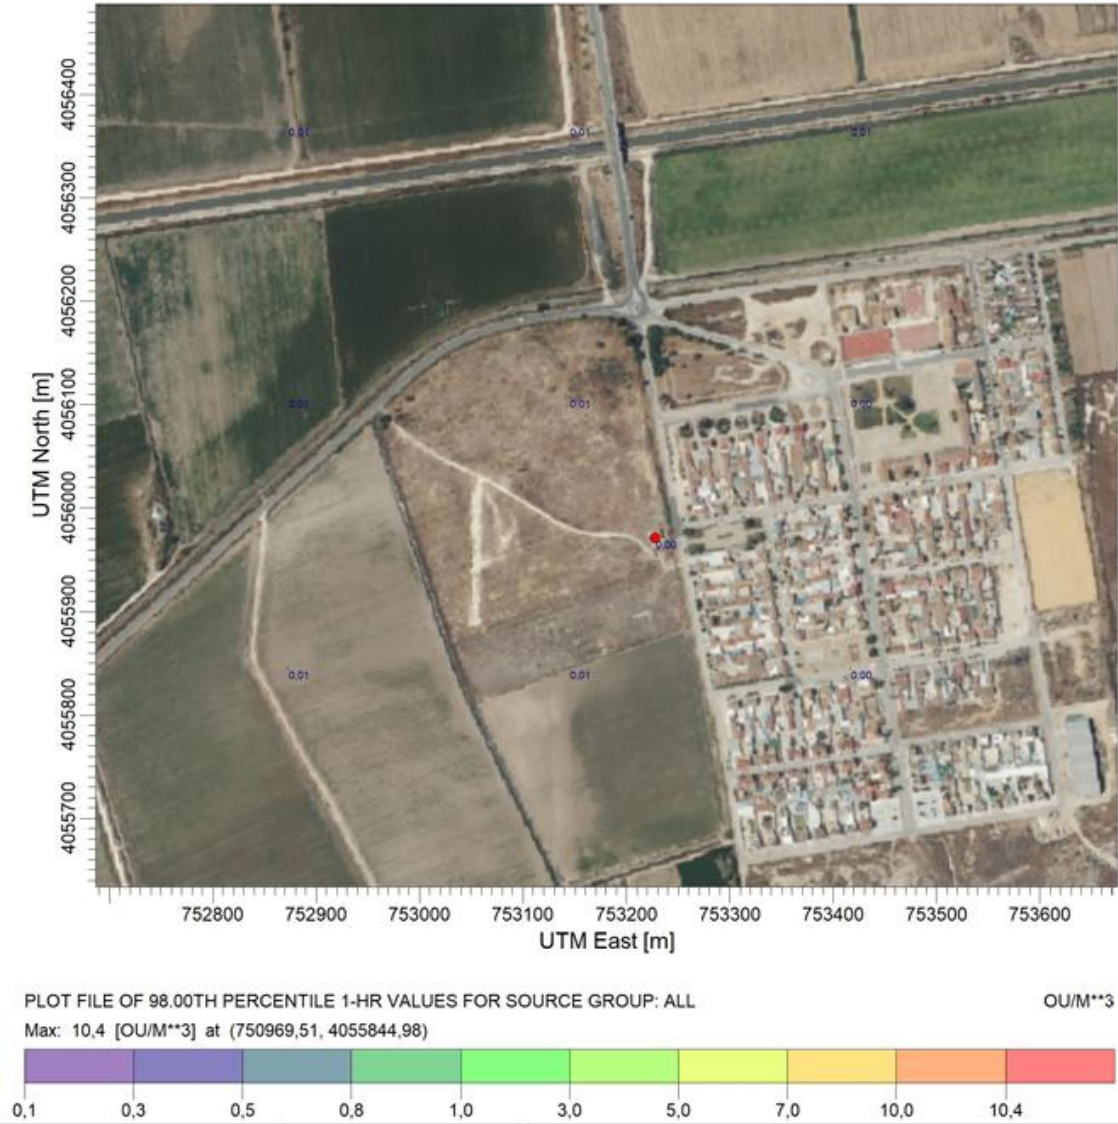 4056400
0,01 0,01 0,01
4056300
4056200
UTM North [m]
4056100
0,01 0,01 0,00
4056000
0,00
4055900
0,01 0,01 0,00
4055800
4055700
752800 752900 753000 753100 753200 753300 753400 753500 753600
UTM East [m]
PLOT FILE OF 98.00TH PERCENTILE 1-HR VALUES FOR SOURCE GROUP: ALL OU/M**3
Max: 10,4 [OU/M**3] at (750969,51, 4055844,98)
0,1 0,3 0,5 0,8 1,0 3,0 5,0 7,0 10,0 10,4